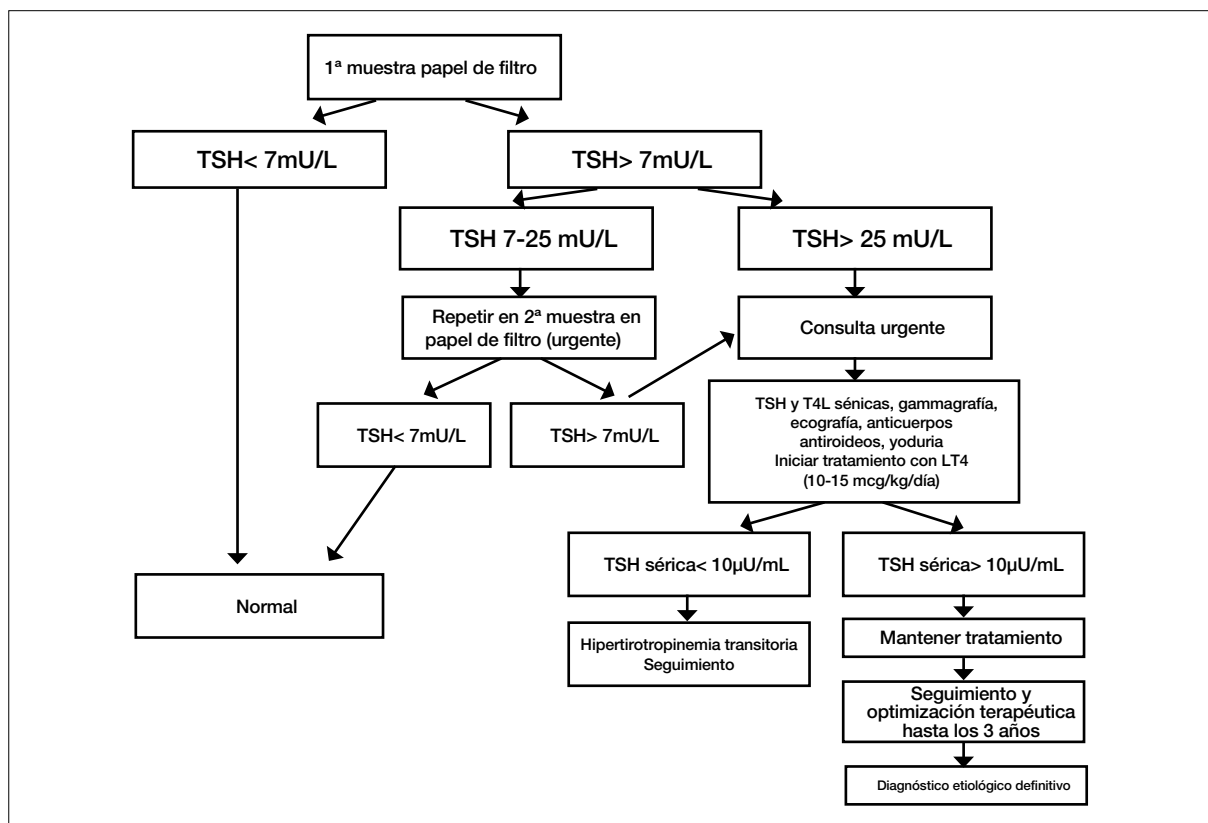 1ª muestra papel de filtro
TSH< 7mU/L
TSH> 7mU/L
TSH 7-25 mU/L
TSH> 25 mU/L
Repetir en 2ª muestra en
papel de filtro (urgente)
Consulta urgente
TSH< 7mU/L
TSH> 7mU/L
TSH y T4L sénicas, gammagrafía,
ecografía, anticuerpos
antiroideos, yoduria
Iniciar tratamiento con LT4
(10-15 mcg/kg/día)
TSH sérica< 10µU/mL
TSH sérica> 10µU/mL
Normal
Hipertirotropinemia transitoria
Seguimiento
Mantener tratamiento
Seguimiento y
optimización terapéutica
hasta los 3 años
Diagnóstico etiológico definitivo